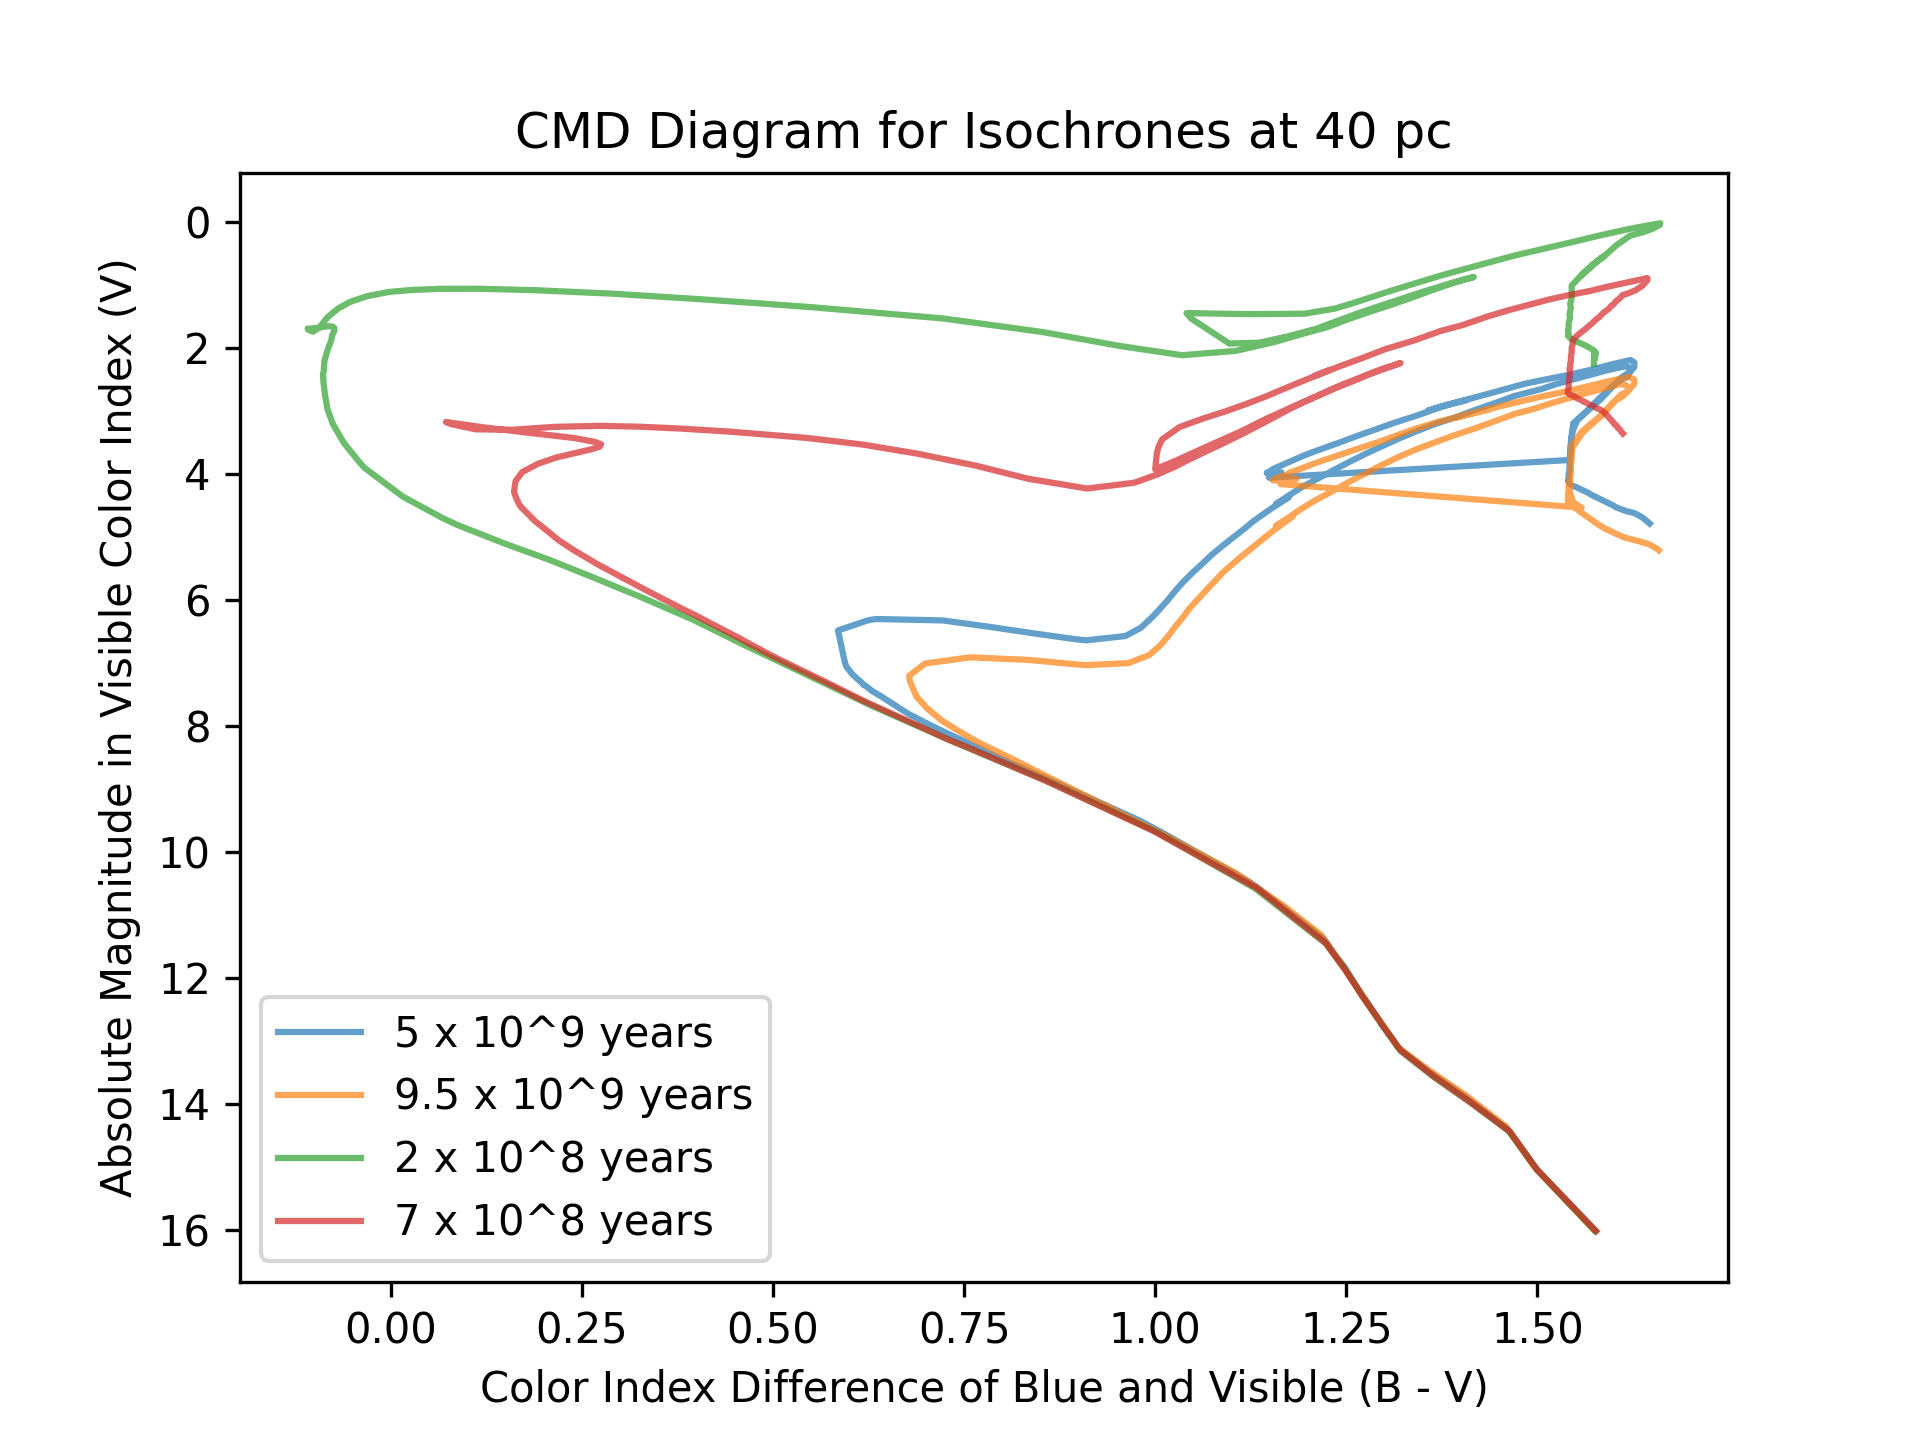 CMD Diagram for Isochrones at 40 pc
Absolute Magnitude in Visible Color Index (V)
0
2
4
6
8
10
12
14
16
5 x 10^9 years
9.5 x 10^9 years
2 x 10^8 years
7 x 10^8 years
0.00 0.25 0.50 0.75 1.00 1.25 1.50
Color Index Difference of Blue and Visible (B - V)